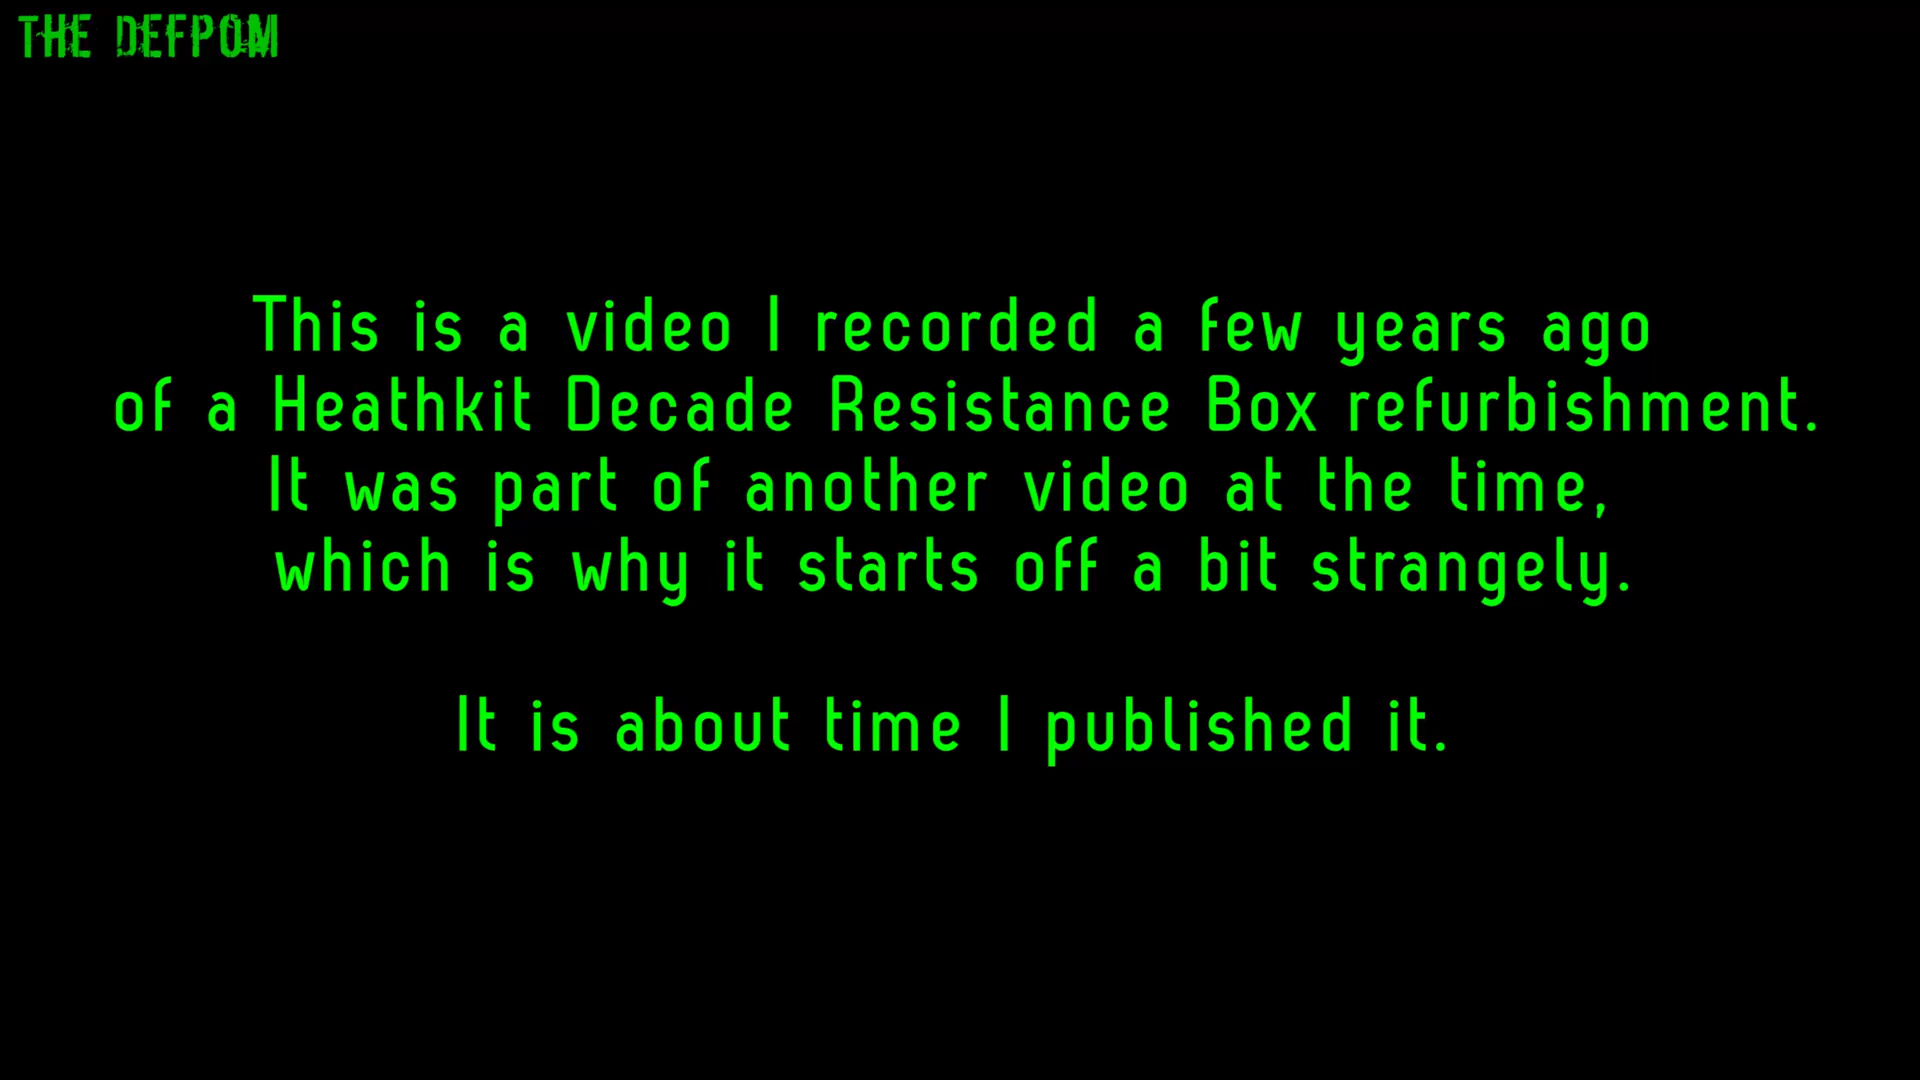 THE DEFPOM
This is a video I recorded a few years ago
of a Heathkit Decade Resistance Box refurbishment.
It was part of another video at the time,
which is why it starts off a bit strangely.
It is about time I published it.